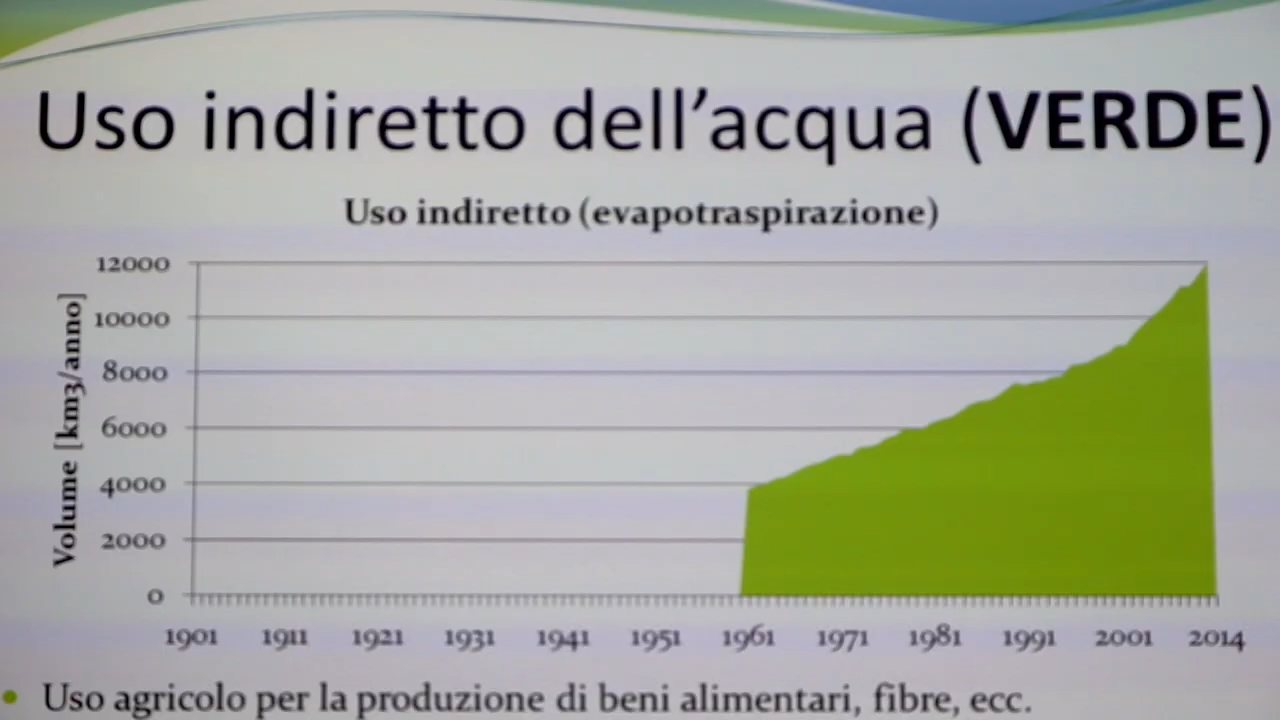 Uso indiretto dell'acqua (VERDE)
Uso indiretto (evapotraspirazione)
Volume [km3/anno]
12000
10000
8000
6000
4000
2000
0
1901 1911 1921 1931 1941 1951 1961 1971 1981 1991 2001 2014
• Uso agricolo per la produzione di beni alimentari, fibre, ecc.